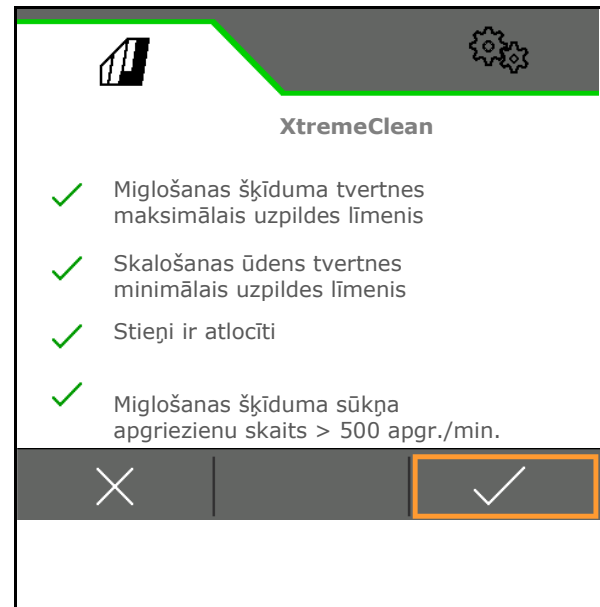 XtremeClean
Miglošanas šķīduma tvertnes
maksimālais uzpildes līmenis
Skalošanas ūdens tvertnes
minimālais uzpildes līmenis
Stieņi ir atlocīti
Miglošanas šķīduma sūkņa
apgriezienu skaits > 500 apgr./min.